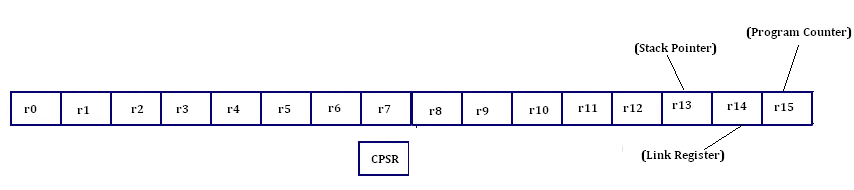 (Program Counter)
(Stack Pointer)
r0 r1 r2 r3 r4 r5 r6 r7 r8 r9 r10 r11 r12 r13 r14 r15
CPSR
(Link Register)